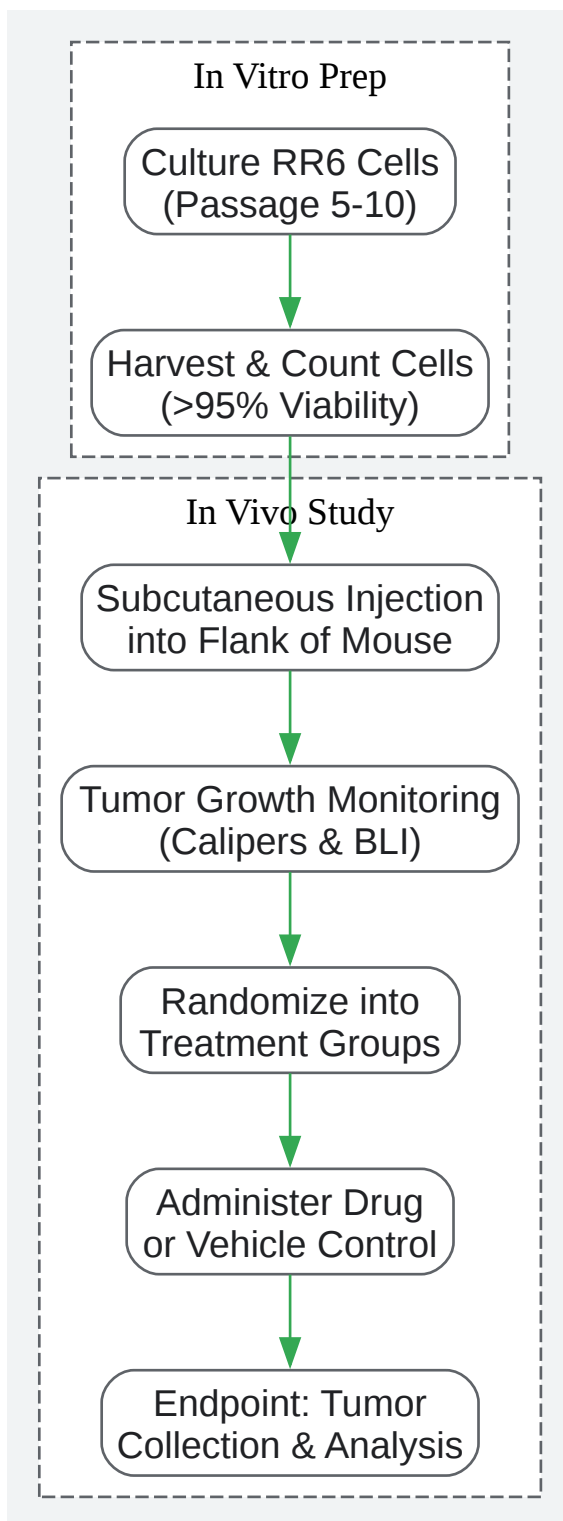 In Vitro Prep
Culture RR6 Cells
(Passage 5-10)
Harvest & Count Cells
(>95% Viability)
In Vivo Study
Subcutaneous Injection
into Flank of Mouse
Tumor Growth Monitoring
(Calipers & BLI)
Randomize into
Treatment Groups
Administer Drug
or Vehicle Control
Endpoint: Tumor
Collection & Analysis